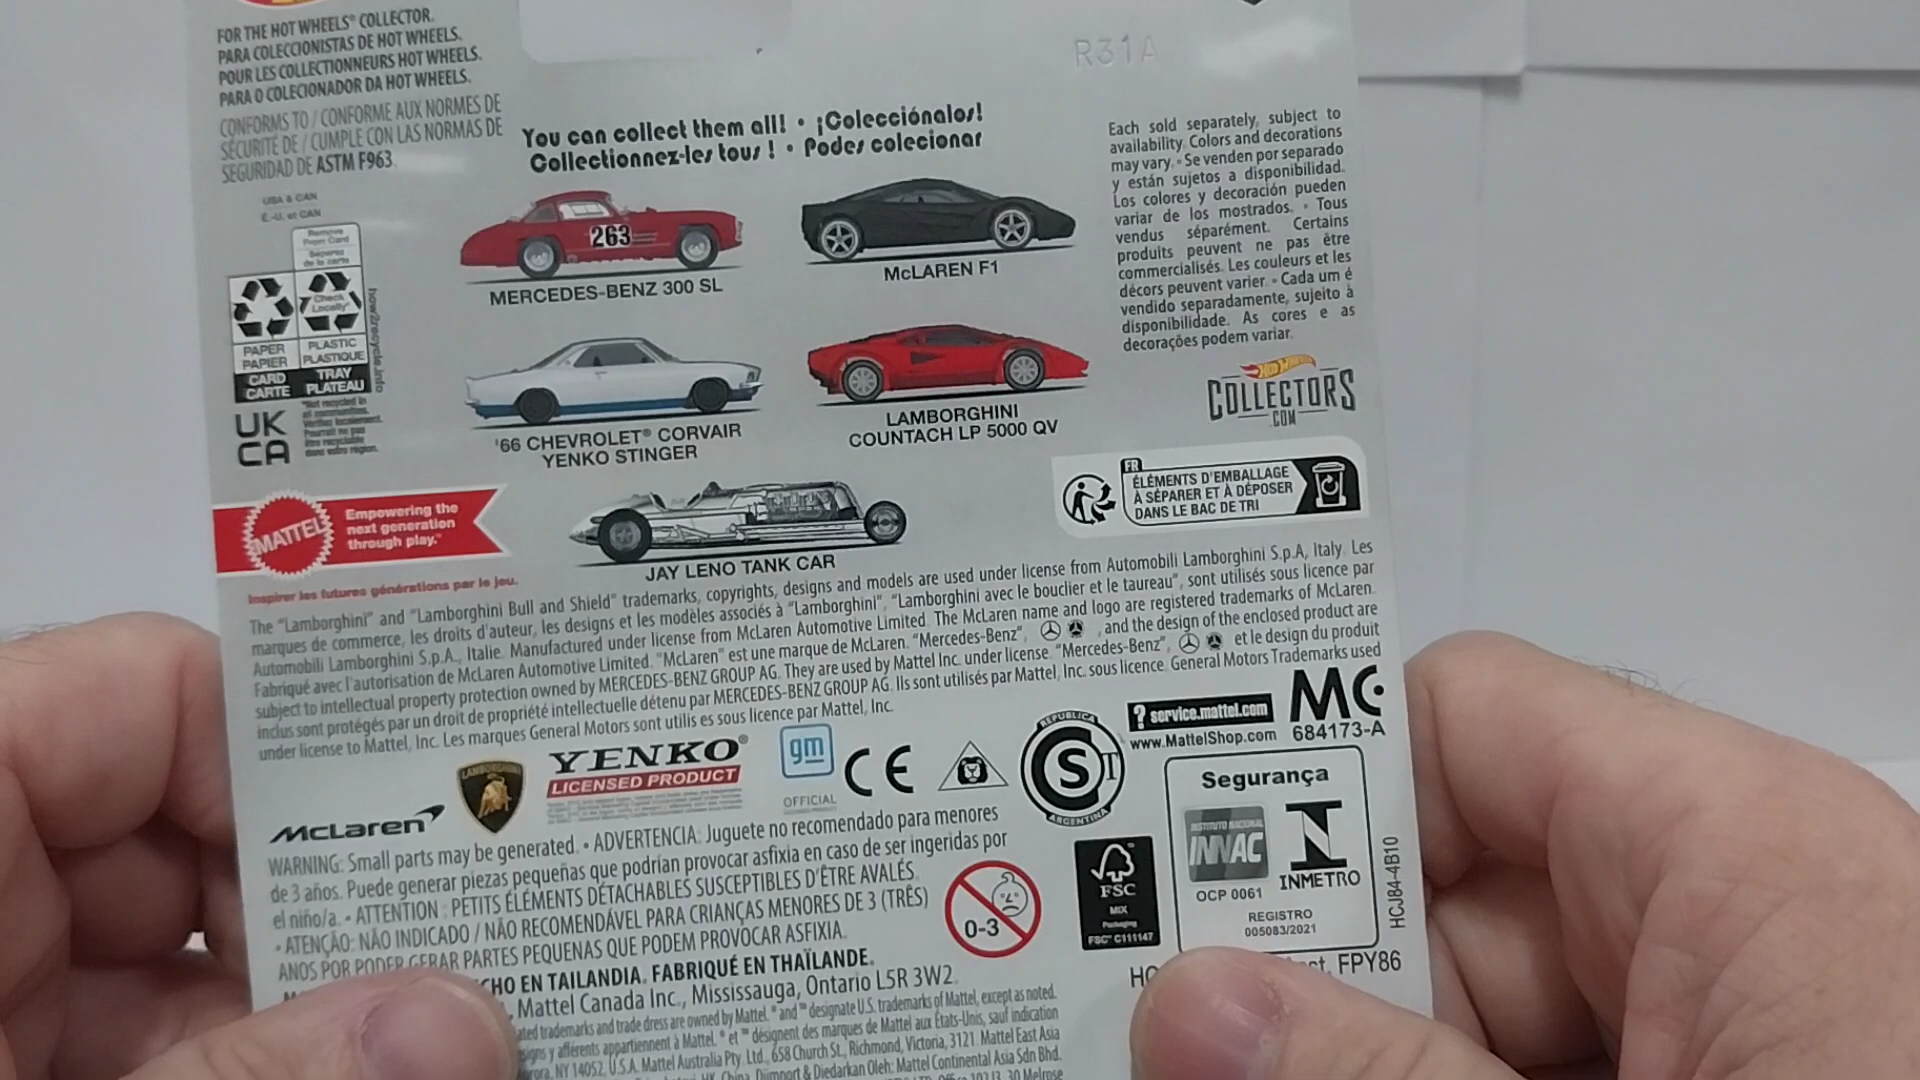 FOR THE HOT WHEELS® COLLECTOR.
PARA COLECCIONISTAS DE HOT WHEELS.
POUR LES COLLECTIONNEURS HOT WHEELS.
PARA O COLECIONADOR DA HOT WHEELS.
CONFORMS TO / CONFORME AUX NORMES DE
SÉCURITÉ DE / CUMPLE CON LAS NORMAS DE
SEGURIDAD DE ASTM F963.
R31A
You can collect them all! • ¡Colecciónalos!
Collectionnez-les tous ! • Podes colecionar
Each sold separately, subject to
availability. Colors and decorations
may vary. • Se venden por separado
y están sujetos a disponibilidad.
Los colores y decoración pueden
variar de los mostrados. • Tous
vendus séparément. Certains
produits peuvent ne pas être
commercialisés. Les couleurs et les
décors peuvent varier. • Cada um é
vendido separadamente, sujeito à
disponibilidade. As cores e as
decorações podem variar.
USA & CAN
É.-U. et CAN
Remove
From Card
Séparez
de la carte
Check
Locally*
PAPER
PAPIER
PLASTIC
PLASTIQUE
CARD
CARTE
TRAY
PLATEAU
how2recycle.info
*Not recycled in
UK
CA
263
MERCEDES-BENZ 300 SL
McLAREN F1
'66 CHEVROLET® CORVAIR
YENKO STINGER
LAMBORGHINI
COUNTACH LP 5000 QV
JAY LENO TANK CAR
HOT WHEELS
COLLECTORS
.COM
FR
ÉLÉMENTS D'EMBALLAGE
À SÉPARER ET À DÉPOSER
DANS LE BAC DE TRI
MATTEL
Empowering the
next generation
through play.™
Inspirer les futures générations par le jeu.
The "Lamborghini" and "Lamborghini Bull and Shield" trademarks, copyrights, designs and models are used under license from Automobili Lamborghini S.p.A, Italy. Les
marques de commerce, les droits d'auteur, les designs et les modèles associés à "Lamborghini", "Lamborghini avec le bouclier et le taureau", sont utilisés sous licence par
Automobili Lamborghini S.p.A., Italie. Manufactured under license from McLaren Automotive Limited. The McLaren name and logo are registered trademarks of McLaren.
Fabriqué avec l'autorisation de McLaren Automotive Limited. "McLaren" est une marque de McLaren. "Mercedes-Benz", , and the design of the enclosed product are
subject to intellectual property protection owned by MERCEDES-BENZ GROUP AG. They are used by Mattel Inc. under license. "Mercedes-Benz", et le design du produit
inclus sont protégés par un droit de propriété intellectuelle détenu par MERCEDES-BENZ GROUP AG. Ils sont utilisés par Mattel, Inc. sous licence. General Motors Trademarks used
under license to Mattel, Inc. Les marques General Motors sont utilis es sous licence par Mattel, Inc.
McLaren
LAMBORGHINI
YENKO®
LICENSED PRODUCT
gm
OFFICIAL
CE
REPUBLICA
S T
ARGENTINA
? service.mattel.com
www.MattelShop.com
MC
684173-A
WARNING: Small parts may be generated. • ADVERTENCIA: Juguete no recomendado para menores
de 3 años. Puede generar piezas pequeñas que podrían provocar asfixia en caso de ser ingeridas por
el niño/a. • ATTENTION : PETITS ÉLÉMENTS DÉTACHABLES SUSCEPTIBLES D'ÊTRE AVALÉS.
• ATENÇÃO: NÃO INDICADO / NÃO RECOMENDÁVEL PARA CRIANÇAS MENORES DE 3 (TRÊS)
ANOS POR PODER GERAR PARTES PEQUENAS QUE PODEM PROVOCAR ASFIXIA.
0-3
FSC
MIX
Packaging
FSC® C111147
Segurança
INSTITUTO NACIONAL
INNAC
OCP 0061
INMETRO
REGISTRO
005083/2021
HCJ84-4B10
CHO EN TAILANDIA. FABRIQUÉ EN THAÏLANDE.
Mattel Canada Inc., Mississauga, Ontario L5R 3W2.
FPY86
ated trademarks and trade dress are owned by Mattel. ® and ™ designate U.S. trademarks of Mattel, except as noted.
signs y afférents appartiennent à Mattel. ® et ™ désignent des marques de Mattel aux États-Unis, sauf indication
rora, NY 14052, U.S.A. Mattel Australia Pty. Ltd., 658 Church St., Richmond, Victoria, 3121. Mattel East Asia
China. Diimport & Diedarkan Oleh: Mattel Continental Asia Sdn Bhd.